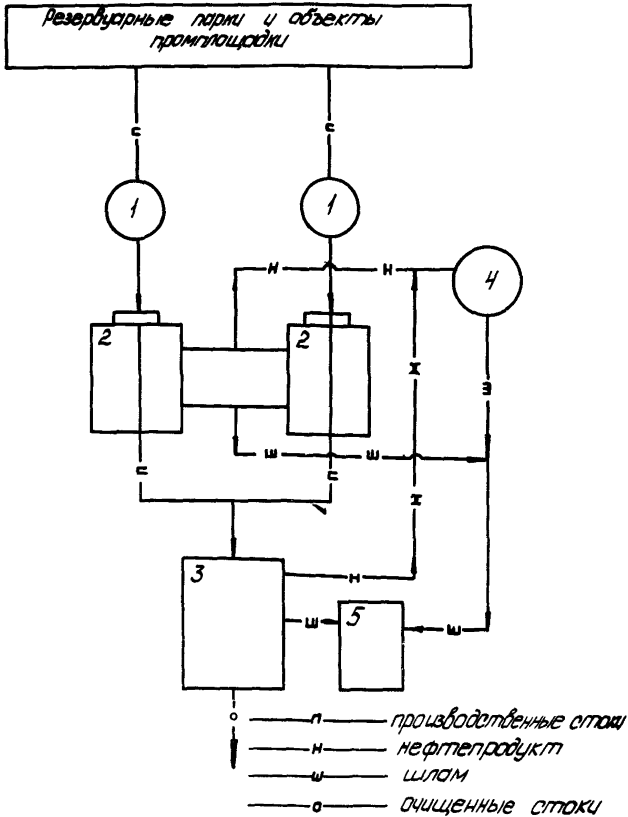 Резервуарные парки и объекты
промплощадки
п п
1 1
н н
4
2 2
н
ш
ш ш
п п
н
3
н
ш 5 ш
о
п производственные стоки
н нефтепродукт
ш шлам
о очищенные стоки